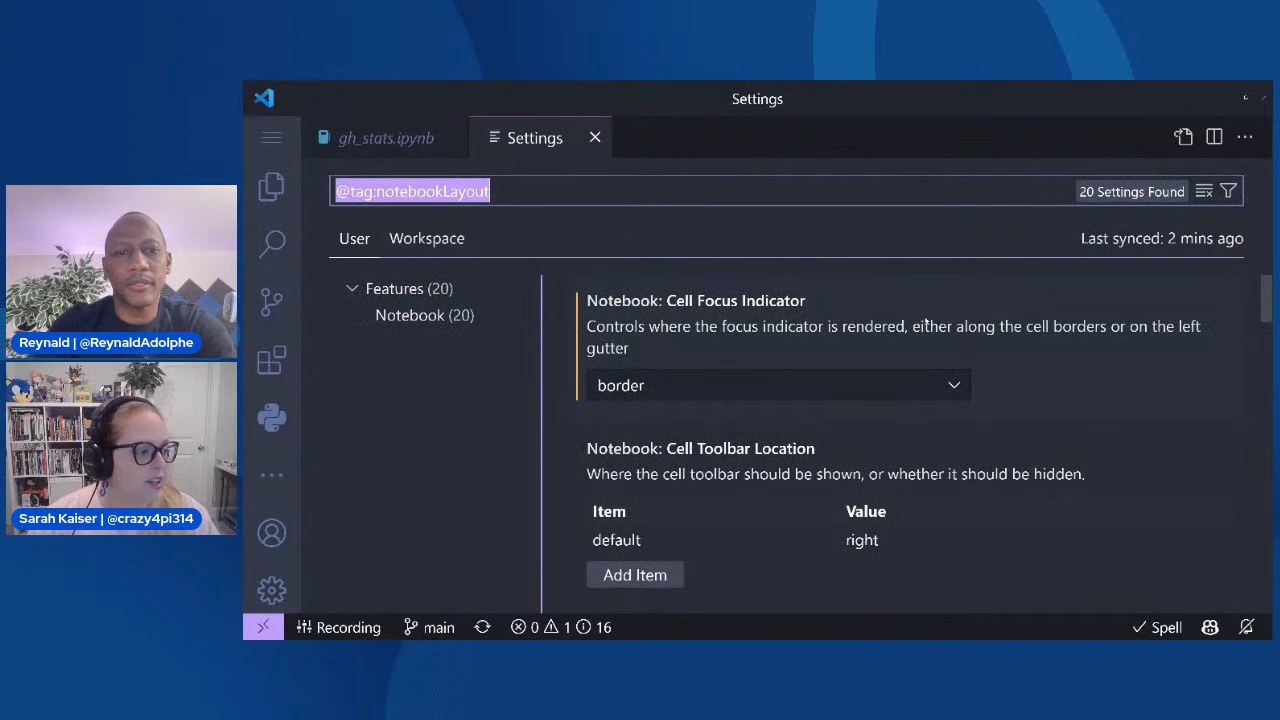 Settings
gh_stats.ipynb
Settings
@tag:notebookLayout
20 Settings Found
User
Workspace
Last synced: 2 mins ago
Features (20)
Notebook (20)
Notebook: Cell Focus Indicator
Controls where the focus indicator is rendered, either along the cell borders or on the left
gutter
border
Notebook: Cell Toolbar Location
Where the cell toolbar should be shown, or whether it should be hidden.
Item Value
default right
Add Item
Recording main 0 1 16 Spell
Reynald | @ReynaldAdolphe
Sarah Kaiser | @crazy4pi314